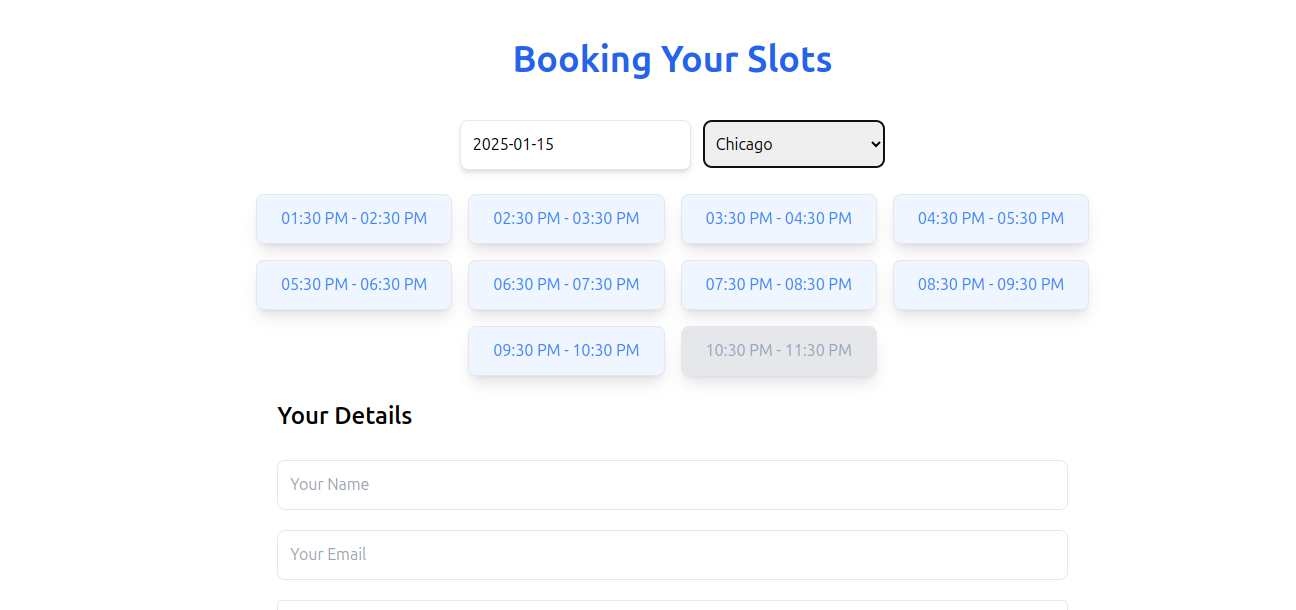 Booking Your Slots
2025-01-15
Chicago
01:30 PM - 02:30 PM
02:30 PM - 03:30 PM
03:30 PM - 04:30 PM
04:30 PM - 05:30 PM
05:30 PM - 06:30 PM
06:30 PM - 07:30 PM
07:30 PM - 08:30 PM
08:30 PM - 09:30 PM
09:30 PM - 10:30 PM
10:30 PM - 11:30 PM
Your Details
Your Name
Your Email